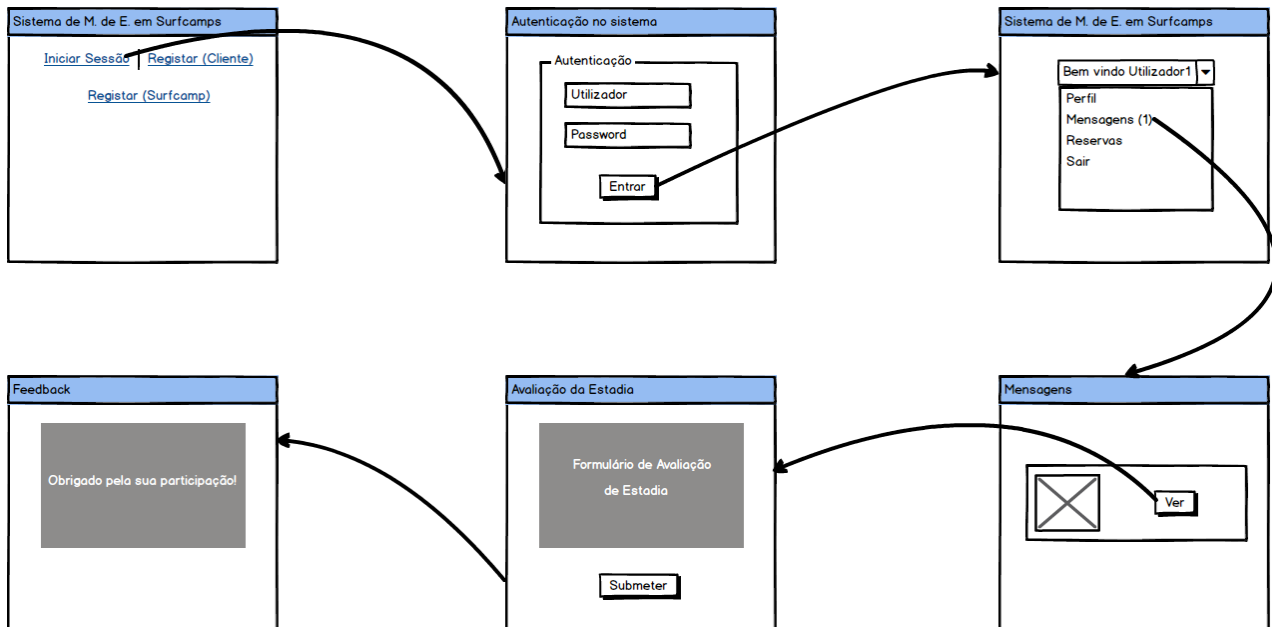 Sistema de M. de E. em Surfcamps
Iniciar Sessão | Registar (Cliente)
Registar (Surfcamp)
Autenticação no sistema
Autenticação
Utilizador
Password
Entrar
Sistema de M. de E. em Surfcamps
Bem vindo Utilizador1
Perfil
Mensagens (1)
Reservas
Sair
Feedback
Obrigado pela sua participação!
Avaliação da Estadia
Formulário de Avaliação
de Estadia
Submeter
Mensagens
Ver